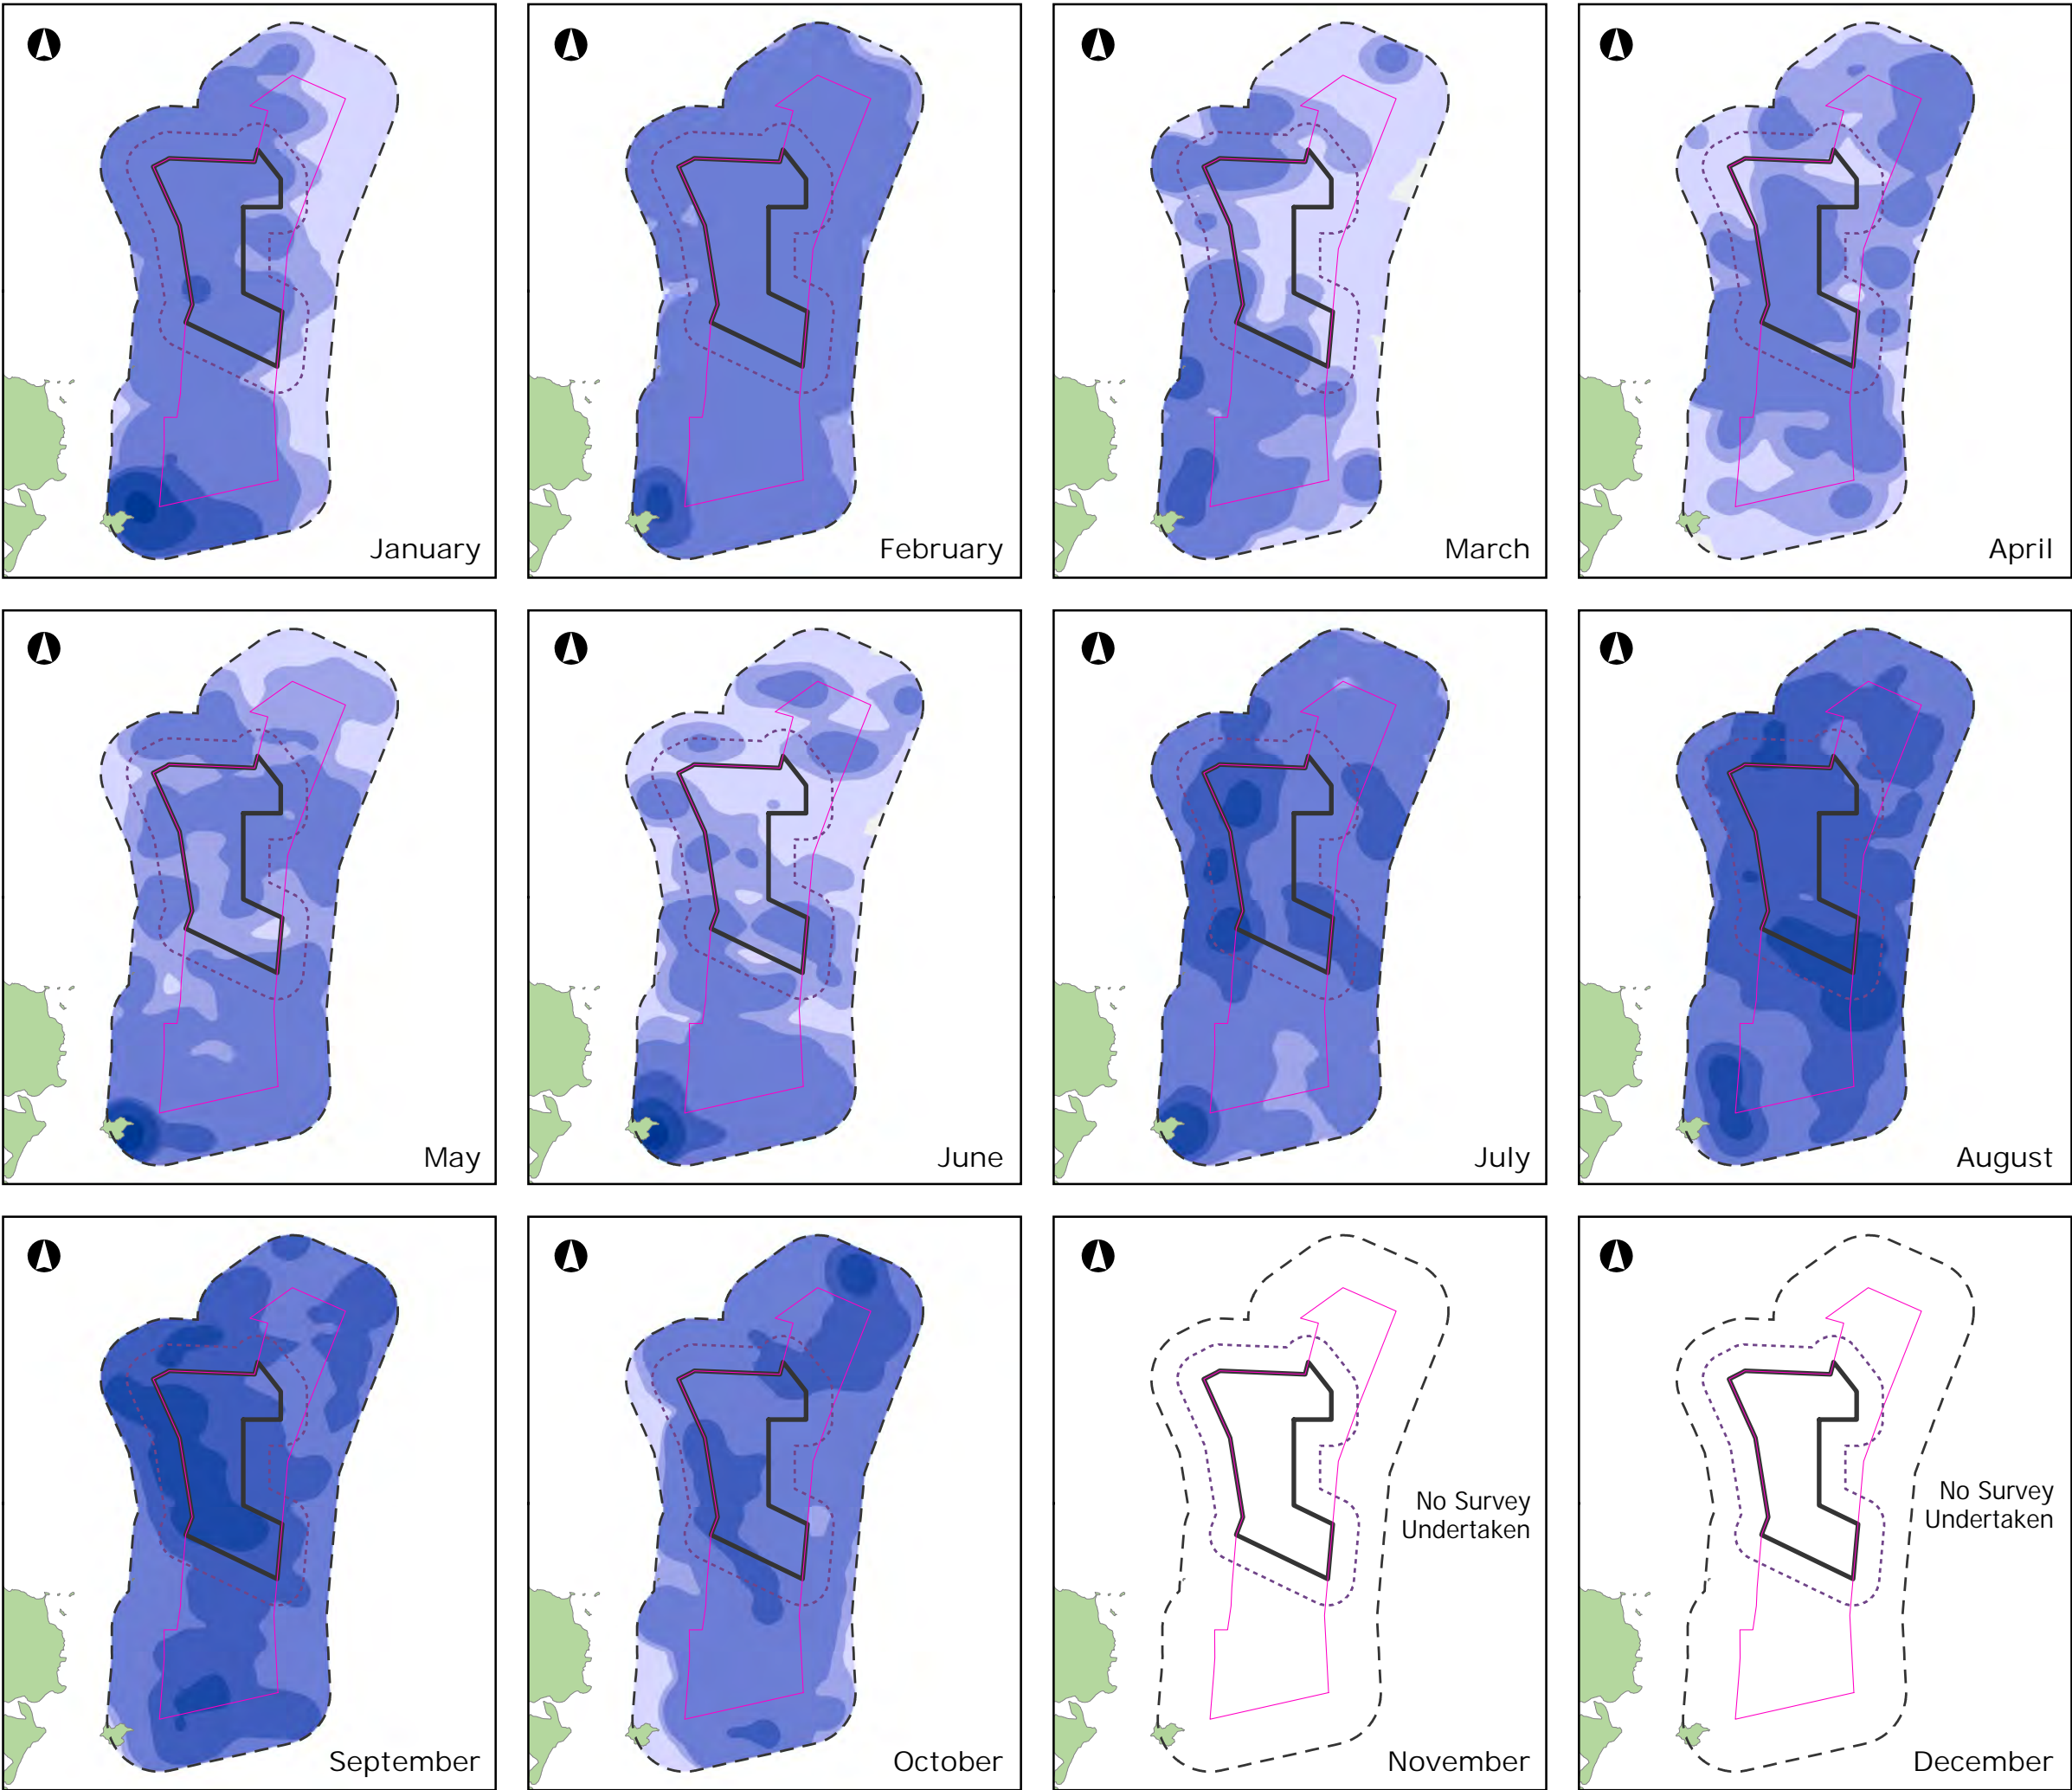 January
February
March
April
May
June
July
August
September
October
No Survey
Undertaken
November
No Survey
Undertaken
December